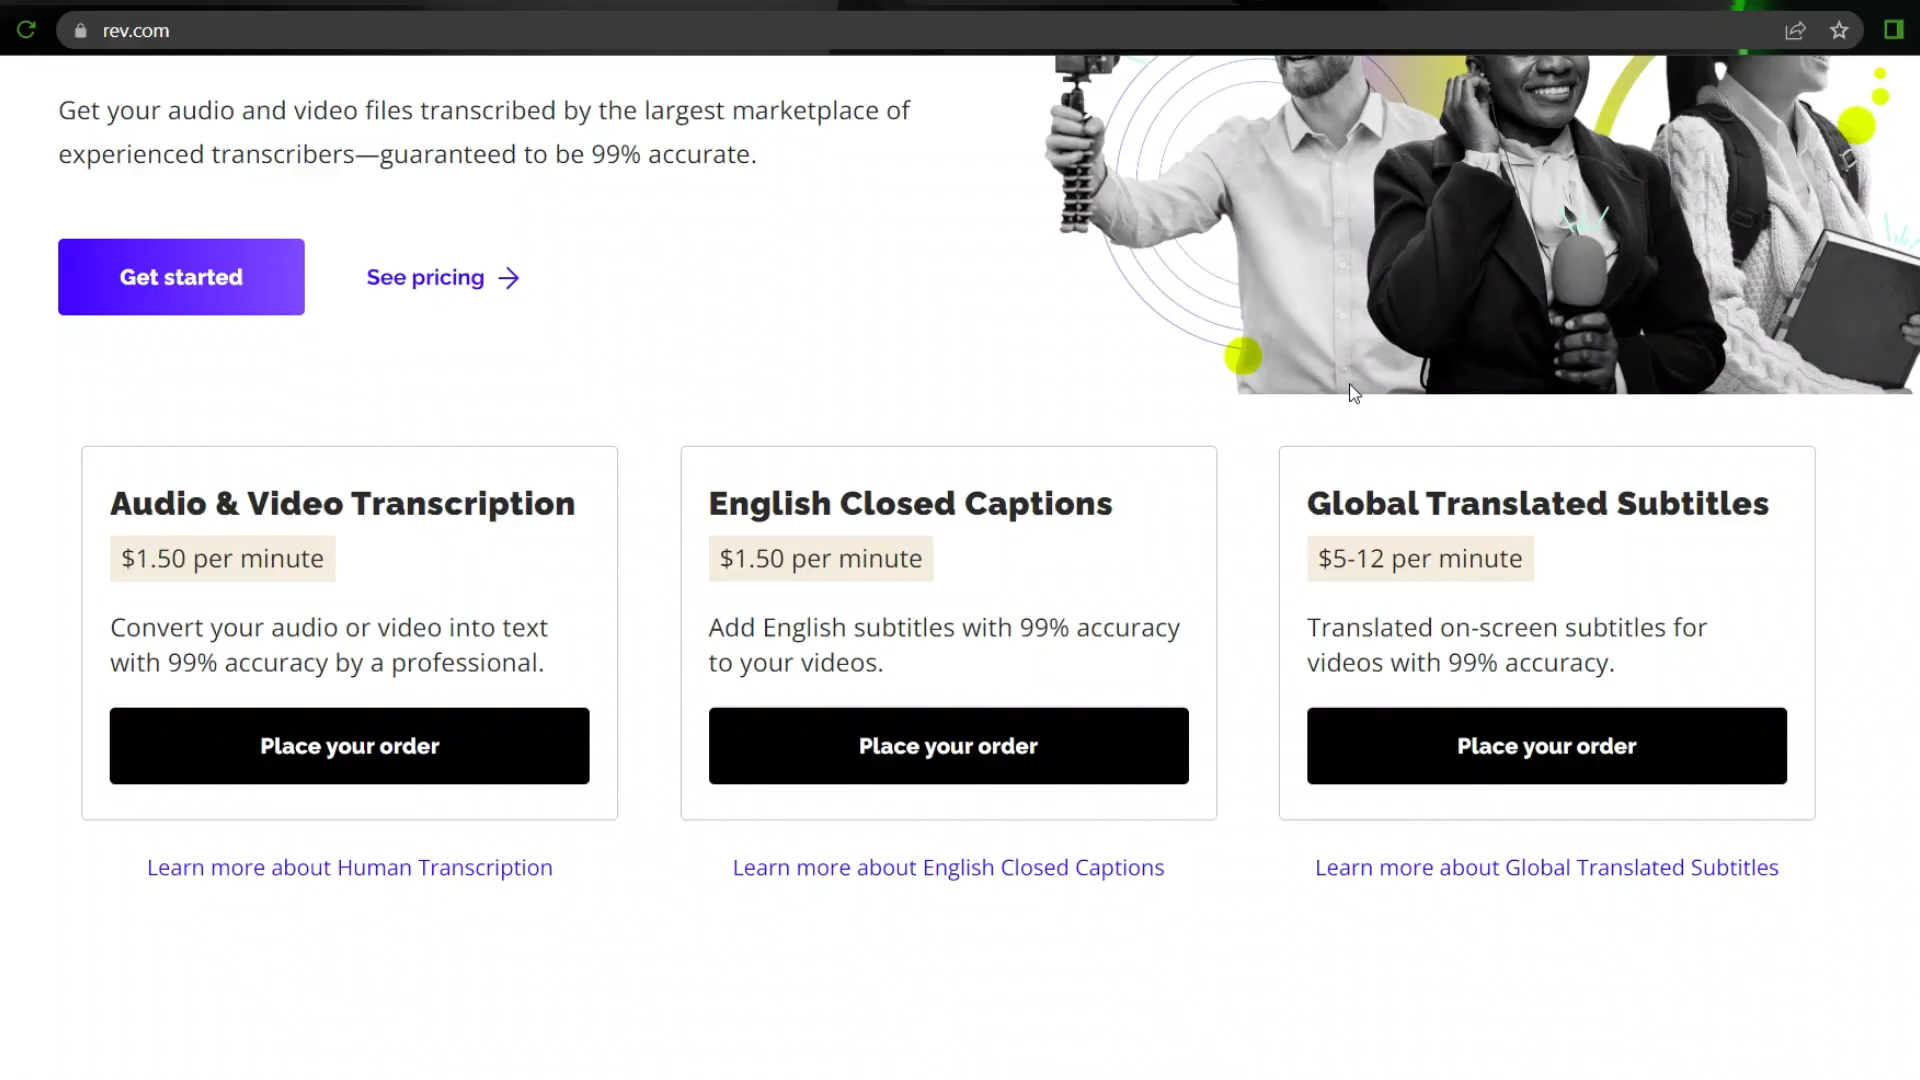 rev.com
Get your audio and video files transcribed by the largest marketplace of
experienced transcribers—guaranteed to be 99% accurate.
Get started
See pricing
Audio & Video Transcription
$1.50 per minute
Convert your audio or video into text
with 99% accuracy by a professional.
Place your order
Learn more about Human Transcription
English Closed Captions
$1.50 per minute
Add English subtitles with 99% accuracy
to your videos.
Place your order
Learn more about English Closed Captions
Global Translated Subtitles
$5-12 per minute
Translated on-screen subtitles for
videos with 99% accuracy.
Place your order
Learn more about Global Translated Subtitles